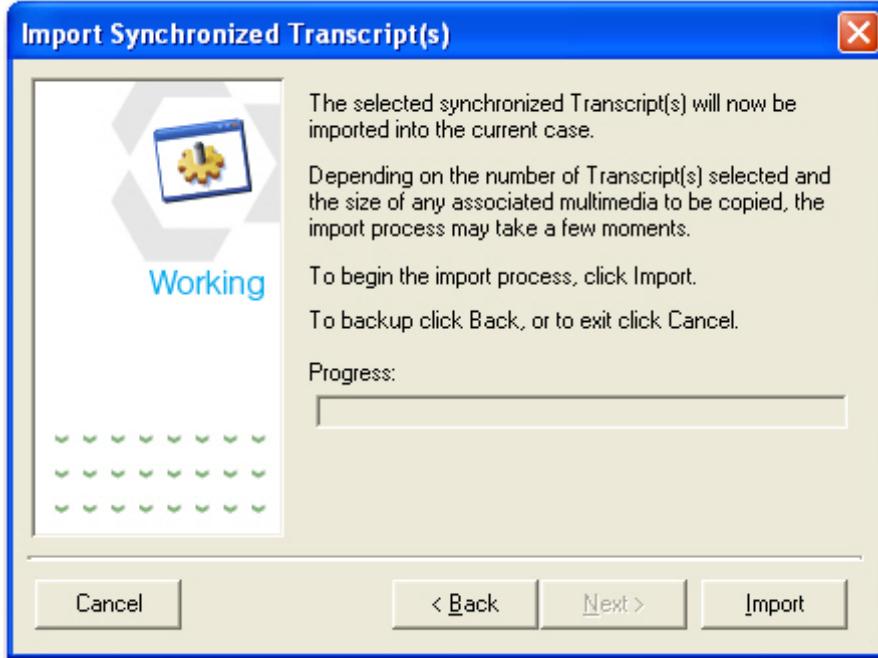 Import Synchronized Transcript(s)
The selected synchronized Transcript(s) will now be
imported into the current case.
Depending on the number of Transcript(s) selected and
the size of any associated multimedia to be copied, the
import process may take a few moments.
Working
To begin the import process, click Import.
To backup click Back, or to exit click Cancel.
Progress:
Cancel
< Back
Next >
Import